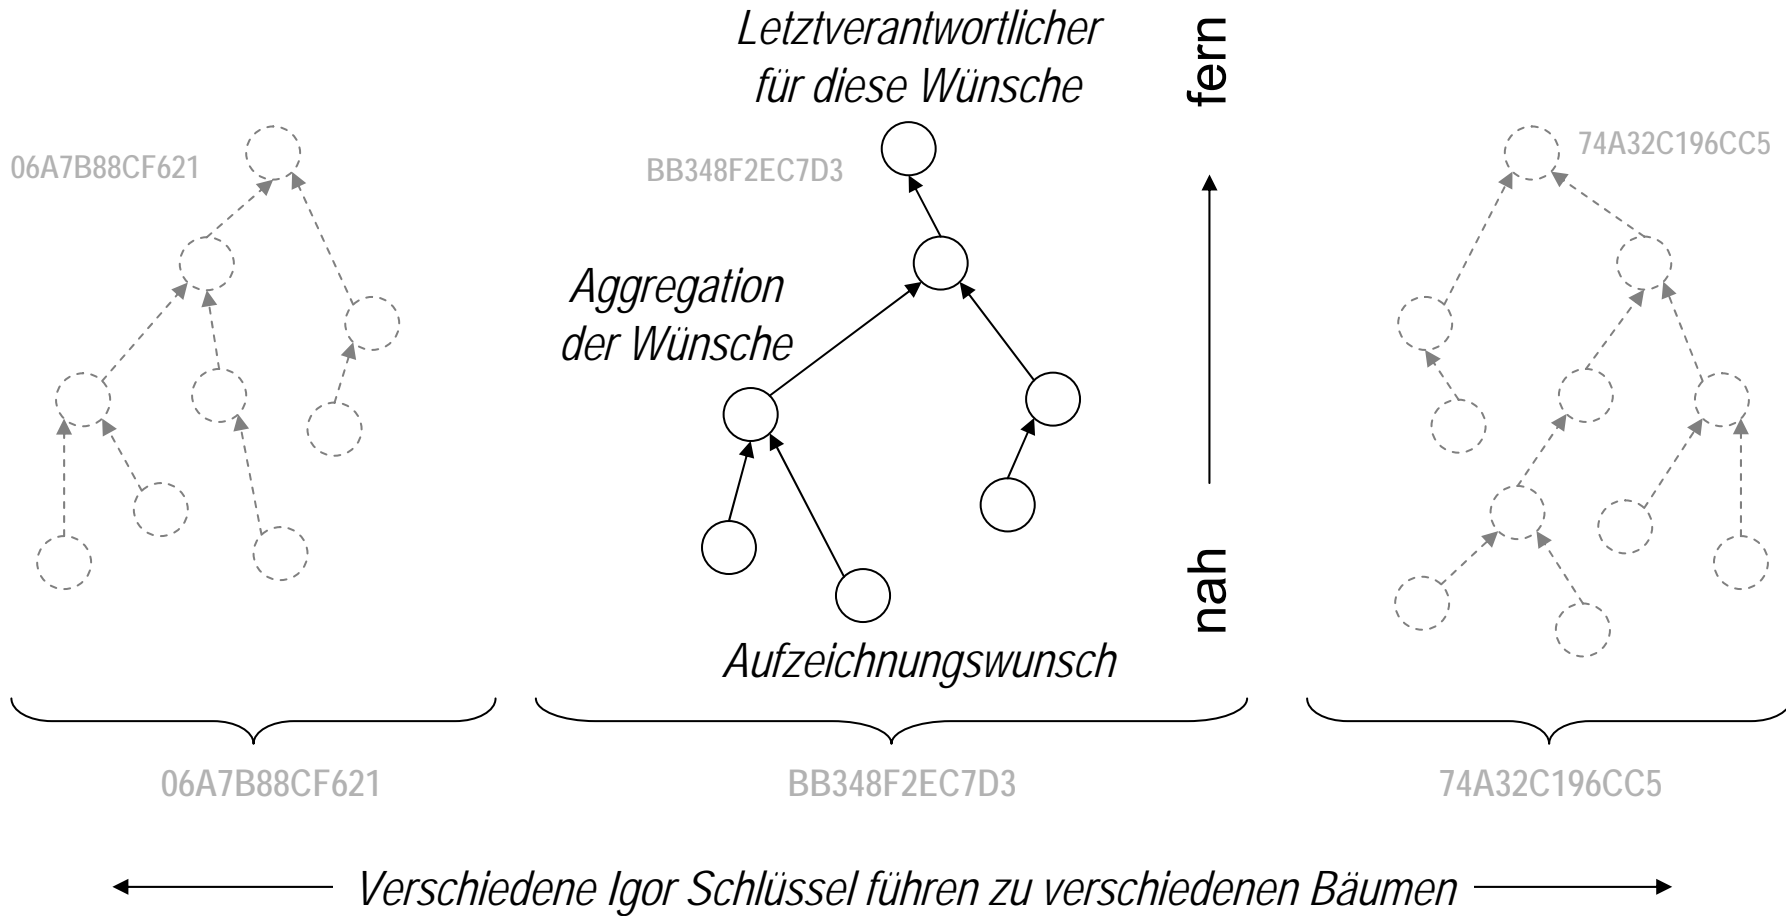 Letztverantwortlicher
für diese Wünsche
fern
06A7B88CF621
BB348F2EC7D3
74A32C196CC5
Aggregation
der Wünsche
nah
Aufzeichnungswunsch
06A7B88CF621
BB348F2EC7D3
74A32C196CC5
Verschiedene Igor Schlüssel führen zu verschiedenen Bäumen